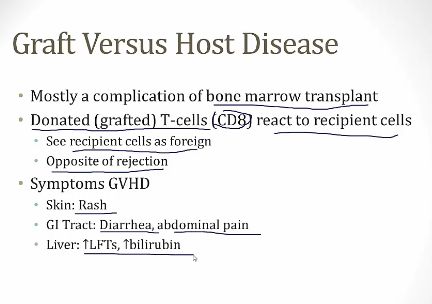 Graft Versus Host Disease
• Mostly a complication of bone marrow transplant
• Donated (grafted) T-cells (CD8) react to recipient cells
• See recipient cells as foreign
• Opposite of rejection
• Symptoms GVHD
• Skin: Rash
• GI Tract: Diarrhea, abdominal pain
• Liver: ↑LFTs, ↑bilirubin